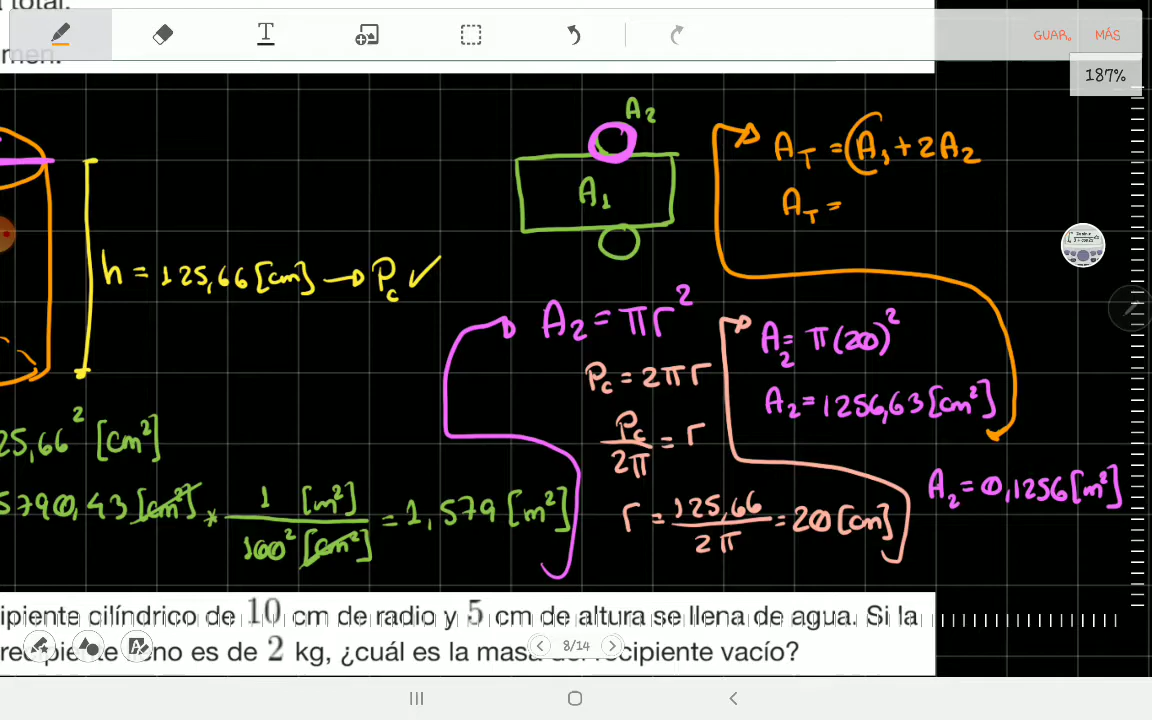 total.
GUAR.
MÁS
men.
187%
A2
A1
AT = (A1 + 2A2
AT =
h = 125,66 [cm] → Pc ✓
A2 = πr²
Pc = 2πr
Pc/2π = r
r = 125,66/2π = 20 [cm]
A2 = π(20)²
A2 = 1256,63 [cm²]
A2 = 0,1256 [m²]
25,66² [cm²]
5790,43 [cm²] * 1 [m²]/100² [cm²] = 1,579 [m²]
ipiente cilíndrico de 10 cm de radio y 5 cm de altura se llena de agua. Si la
no es de 2 kg, ¿cuál es la masa del recipiente vacío?
8/14